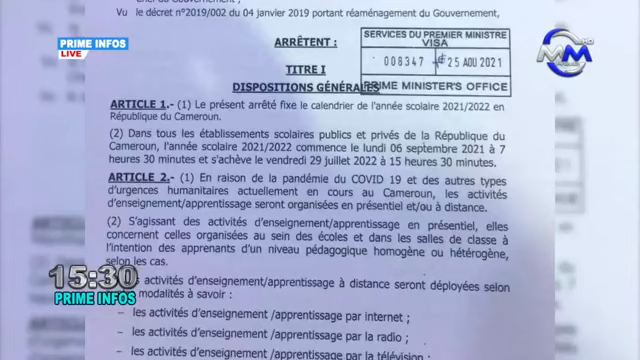 Chef du Gouvernement ;
Vu le décret n°2019/002 du 04 janvier 2019 portant réaménagement du Gouvernement,
PRIME INFOS
LIVE
ARRÊTENT :
SERVICES DU PREMIER MINISTRE
VISA
008347 25 AOU 2021
PRIME MINISTER'S OFFICE
MM
HD
TITRE I
DISPOSITIONS GÉNÉRALES
ARTICLE 1.- (1) Le présent arrêté fixe le calendrier de l'année scolaire 2021/2022 en
République du Cameroun.
(2) Dans tous les établissements scolaires publics et privés de la République du
Cameroun, l'année scolaire 2021/2022 commence le lundi 06 septembre 2021 à 7
heures 30 minutes et s'achève le vendredi 29 juillet 2022 à 15 heures 30 minutes.
ARTICLE 2.- (1) En raison de la pandémie du COVID 19 et des autres types
d'urgences humanitaires actuellement en cours au Cameroun, les activités
d'enseignement/apprentissage seront organisées en présentiel et/ou à distance.
(2) S'agissant des activités d'enseignement/apprentissage en présentiel, elles
concernent celles organisées au sein des écoles et dans les salles de classe à
l'intention des apprenants d'un niveau pédagogique homogène ou hétérogène,
selon les cas.
activités d'enseignement/apprentissage à distance seront déployées selon
modalités à savoir :
15:30
PRIME INFOS
– les activités d'enseignement /apprentissage par internet ;
– les activités d'enseignement /apprentissage par la radio ;
– les activités d'enseignement /apprentissage par la télévision ;